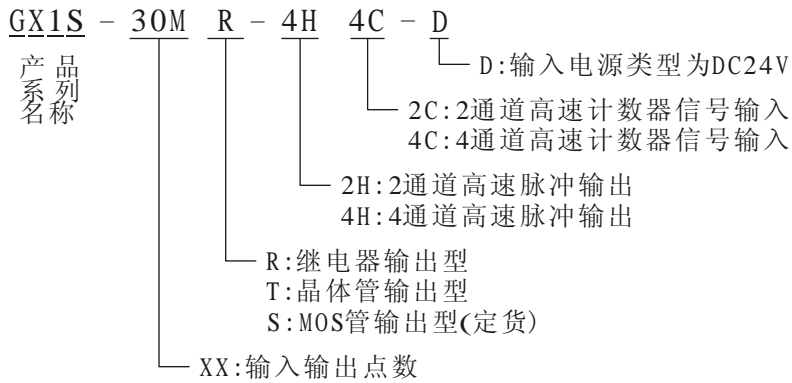 GX1S - 30M R - 4H 4C - D
产品
系列
名称
D:输入电源类型为DC24V
2C:2通道高速计数器信号输入
4C:4通道高速计数器信号输入
2H:2通道高速脉冲输出
4H:4通道高速脉冲输出
R:继电器输出型
T:晶体管输出型
S:MOS管输出型(定货)
XX:输入输出点数